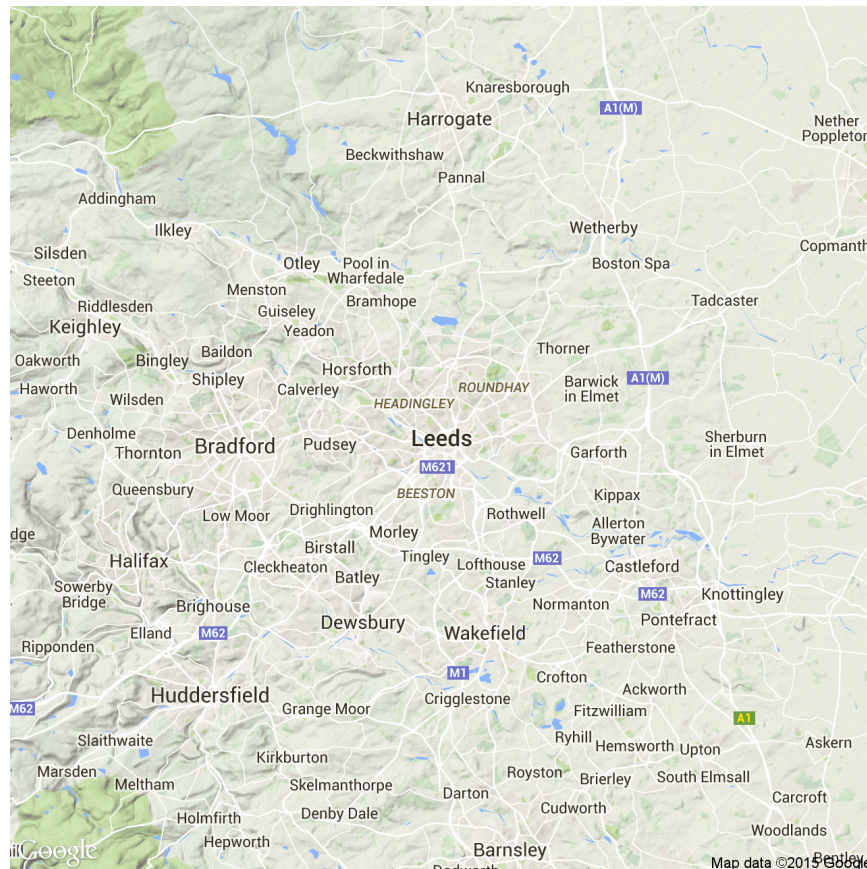 Knaresborough
A1(M)
Harrogate
Nether
Poppleton
Beckwithshaw
Pannal
Addingham
Ilkley
Wetherby
Silsden
Copmanth
Otley
Pool in
Wharfedale
Boston Spa
Steeton
Menston
Bramhope
Tadcaster
Riddlesden
Guiseley
Keighley
Yeadon
Oakworth
Bingley
Baildon
Thorner
Haworth
Shipley
Horsforth
A1(M)
Wilsden
Calverley
ROUNDHAY
Barwick
in Elmet
HEADINGLEY
Denholme
Bradford
Pudsey
Leeds
Sherburn
in Elmet
Thornton
Garforth
M621
Queensbury
BEESTON
Kippax
Low Moor
Drighlington
Rothwell
Allerton
Bywater
dge
Morley
Halifax
Birstall
Tingley
Lofthouse
M62
Castleford
Cleckheaton
Batley
Stanley
Sowerby
Bridge
M62
Knottingley
Brighouse
Normanton
Dewsbury
Pontefract
Elland
M62
Wakefield
Ripponden
Featherstone
M1
Crofton
Huddersfield
Crigglestone
Ackworth
M62
Grange Moor
Fitzwilliam
A1
Slaithwaite
Ryhill
Hemsworth
Upton
Askern
Kirkburton
Marsden
Meltham
Skelmanthorpe
Royston
Brierley
South Elmsall
Darton
Carcroft
Holmfirth
Denby Dale
Cudworth
Hepworth
Woodlands
Google
Barnsley
Bentley
Map data ©2015 Google